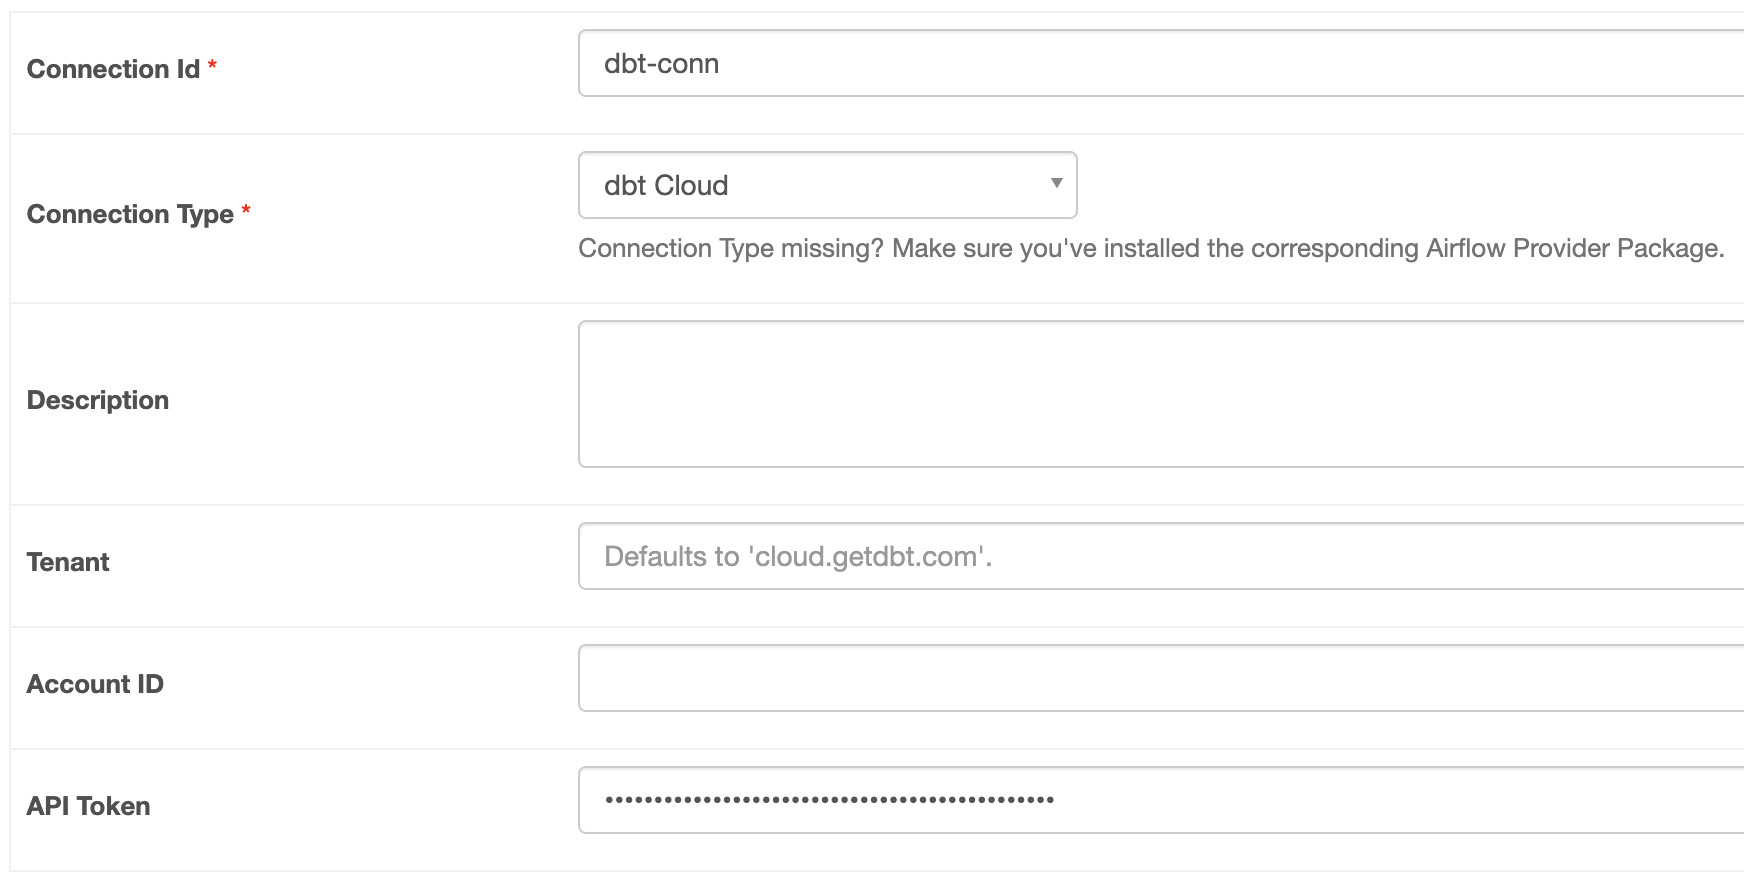 Connection Id *
dbt-conn
Connection Type *
dbt Cloud
Connection Type missing? Make sure you've installed the corresponding Airflow Provider Package.
Description
Tenant
Defaults to 'cloud.getdbt.com'.
Account ID
API Token
••••••••••••••••••••••••••••••••••••••••••••••